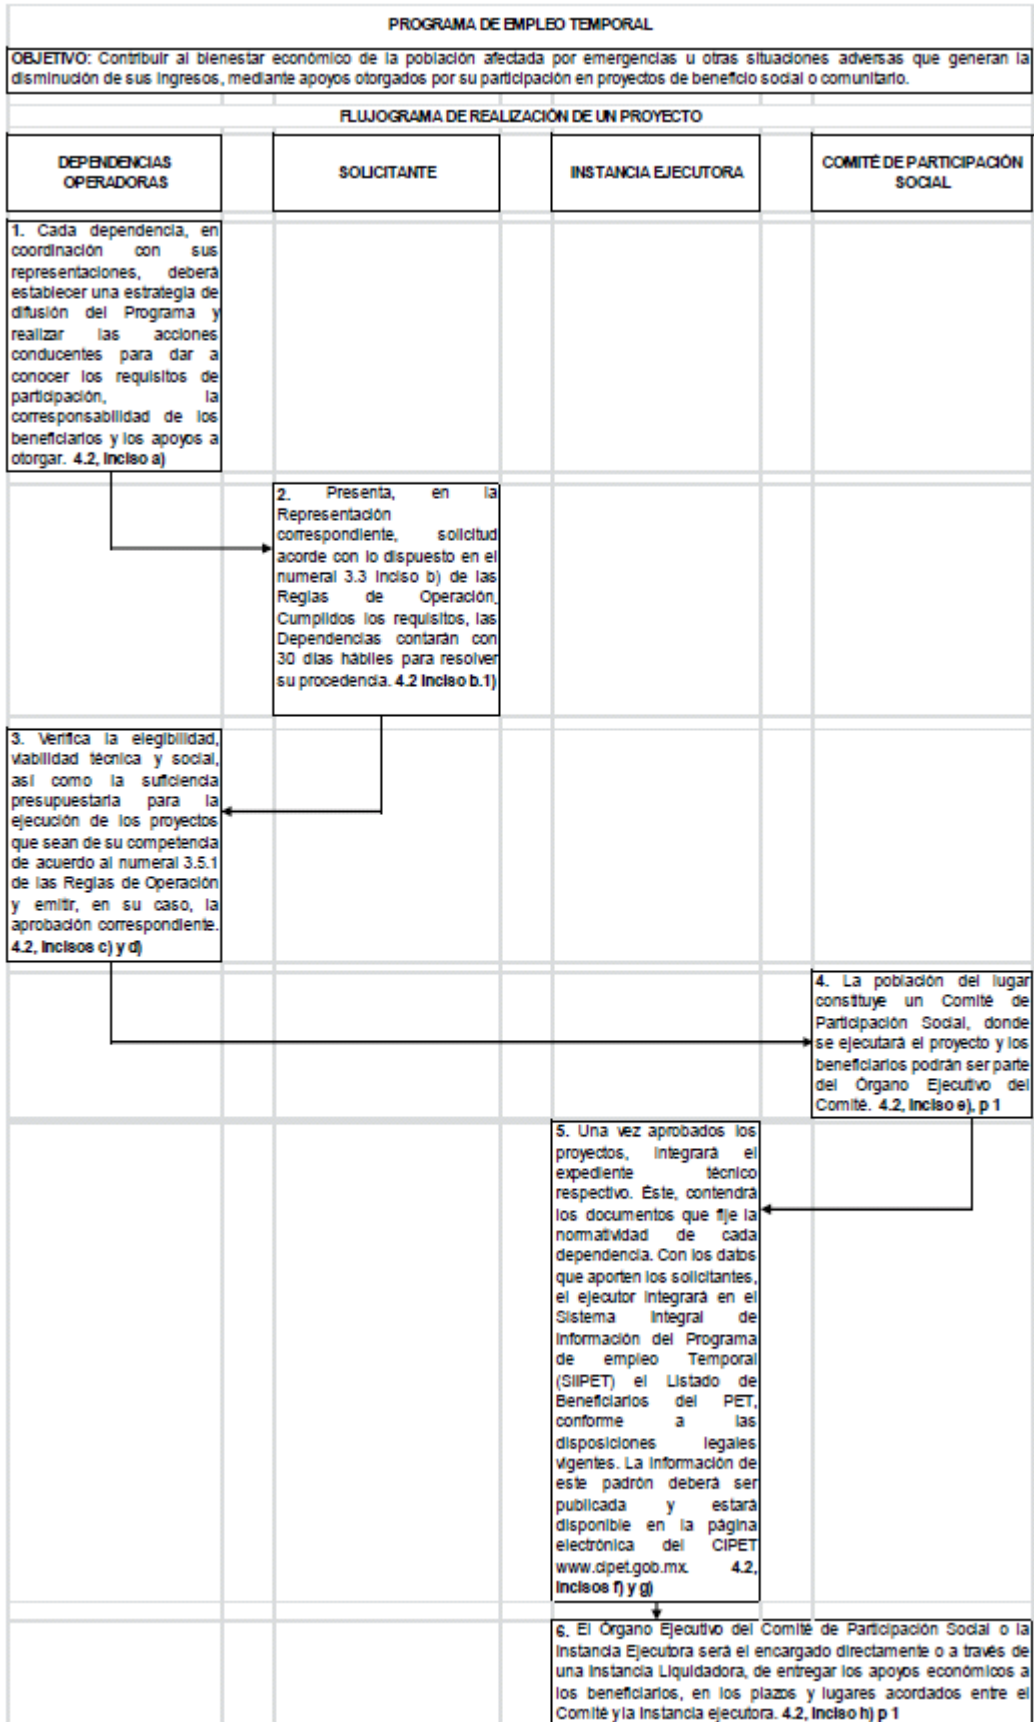 PROGRAMA DE EMPLEO TEMPORAL
OBJETIVO: Contribuir al bienestar económico de la población afectada por emergencias u otras situaciones adversas que generan la
disminución de sus ingresos, mediante apoyos otorgados por su participación en proyectos de beneficio social o comunitario.
FLUJOGRAMA DE REALIZACIÓN DE UN PROYECTO
DEPENDENCIAS
OPERADORAS
SOLICITANTE
INSTANCIA EJECUTORA
COMITÉ DE PARTICIPACIÓN
SOCIAL
1. Cada dependencia, en
coordinación con sus
representaciones, deberá
establecer una estrategia de
difusión del Programa y
realizar las acciones
conducentes para dar a
conocer los requisitos de
participación, la
corresponsabilidad de los
beneficiarios y los apoyos a
otorgar. 4.2, inciso a)
2. Presenta, en la
Representación
correspondiente, solicitud
acorde con lo dispuesto en el
numeral 3.3 inciso b) de las
Reglas de Operación.
Cumplidos los requisitos, las
Dependencias contarán con
30 días hábiles para resolver
su procedencia. 4.2 inciso b.1)
3. Verifica la elegibilidad,
viabilidad técnica y social,
así como la suficiencia
presupuestaria para la
ejecución de los proyectos
que sean de su competencia
de acuerdo al numeral 3.5.1
de las Reglas de Operación
y emitir, en su caso, la
aprobación correspondiente.
4.2, incisos c) y d)
4. La población del lugar
constituye un Comité de
Participación Social, donde
se ejecutará el proyecto y los
beneficiarios podrán ser parte
del Órgano Ejecutivo del
Comité. 4.2, inciso e), p 1
5. Una vez aprobados los
proyectos, integrará el
expediente técnico
respectivo. Éste, contendrá
los documentos que fije la
normatividad de cada
dependencia. Con los datos
que aporten los solicitantes,
el ejecutor integrará en el
Sistema Integral de
Información del Programa
de empleo Temporal
(SIIPET) el Listado de
Beneficiarios del PET,
conforme a las
disposiciones legales
vigentes. La información de
este padrón deberá ser
publicada y estará
disponible en la página
electrónica del CIPET
www.cipet.gob.mx. 4.2,
incisos f) y g)
6. El Órgano Ejecutivo del Comité de Participación Social o la
Instancia Ejecutora será el encargado directamente o a través de
una Instancia Liquidadora, de entregar los apoyos económicos a
los beneficiarios, en los plazos y lugares acordados entre el
Comité y la Instancia ejecutora. 4.2, inciso h) p 1